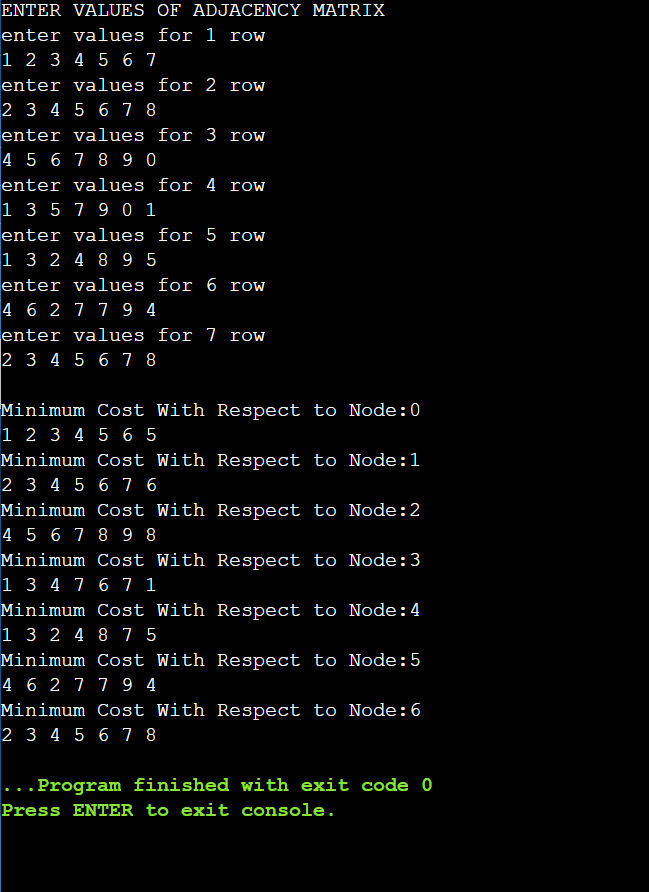 ENTER VALUES OF ADJACENCY MATRIX
enter values for 1 row
1 2 3 4 5 6 7
enter values for 2 row
2 3 4 5 6 7 8
enter values for 3 row
4 5 6 7 8 9 0
enter values for 4 row
1 3 5 7 9 0 1
enter values for 5 row
1 3 2 4 8 9 5
enter values for 6 row
4 6 2 7 7 9 4
enter values for 7 row
2 3 4 5 6 7 8
Minimum Cost With Respect to Node:0
1 2 3 4 5 6 5
Minimum Cost With Respect to Node:1
2 3 4 5 6 7 6
Minimum Cost With Respect to Node:2
4 5 6 7 8 9 8
Minimum Cost With Respect to Node:3
1 3 4 7 6 7 1
Minimum Cost With Respect to Node:4
1 3 2 4 8 7 5
Minimum Cost With Respect to Node:5
4 6 2 7 7 9 4
Minimum Cost With Respect to Node:6
2 3 4 5 6 7 8
...Program finished with exit code 0
Press ENTER to exit console.